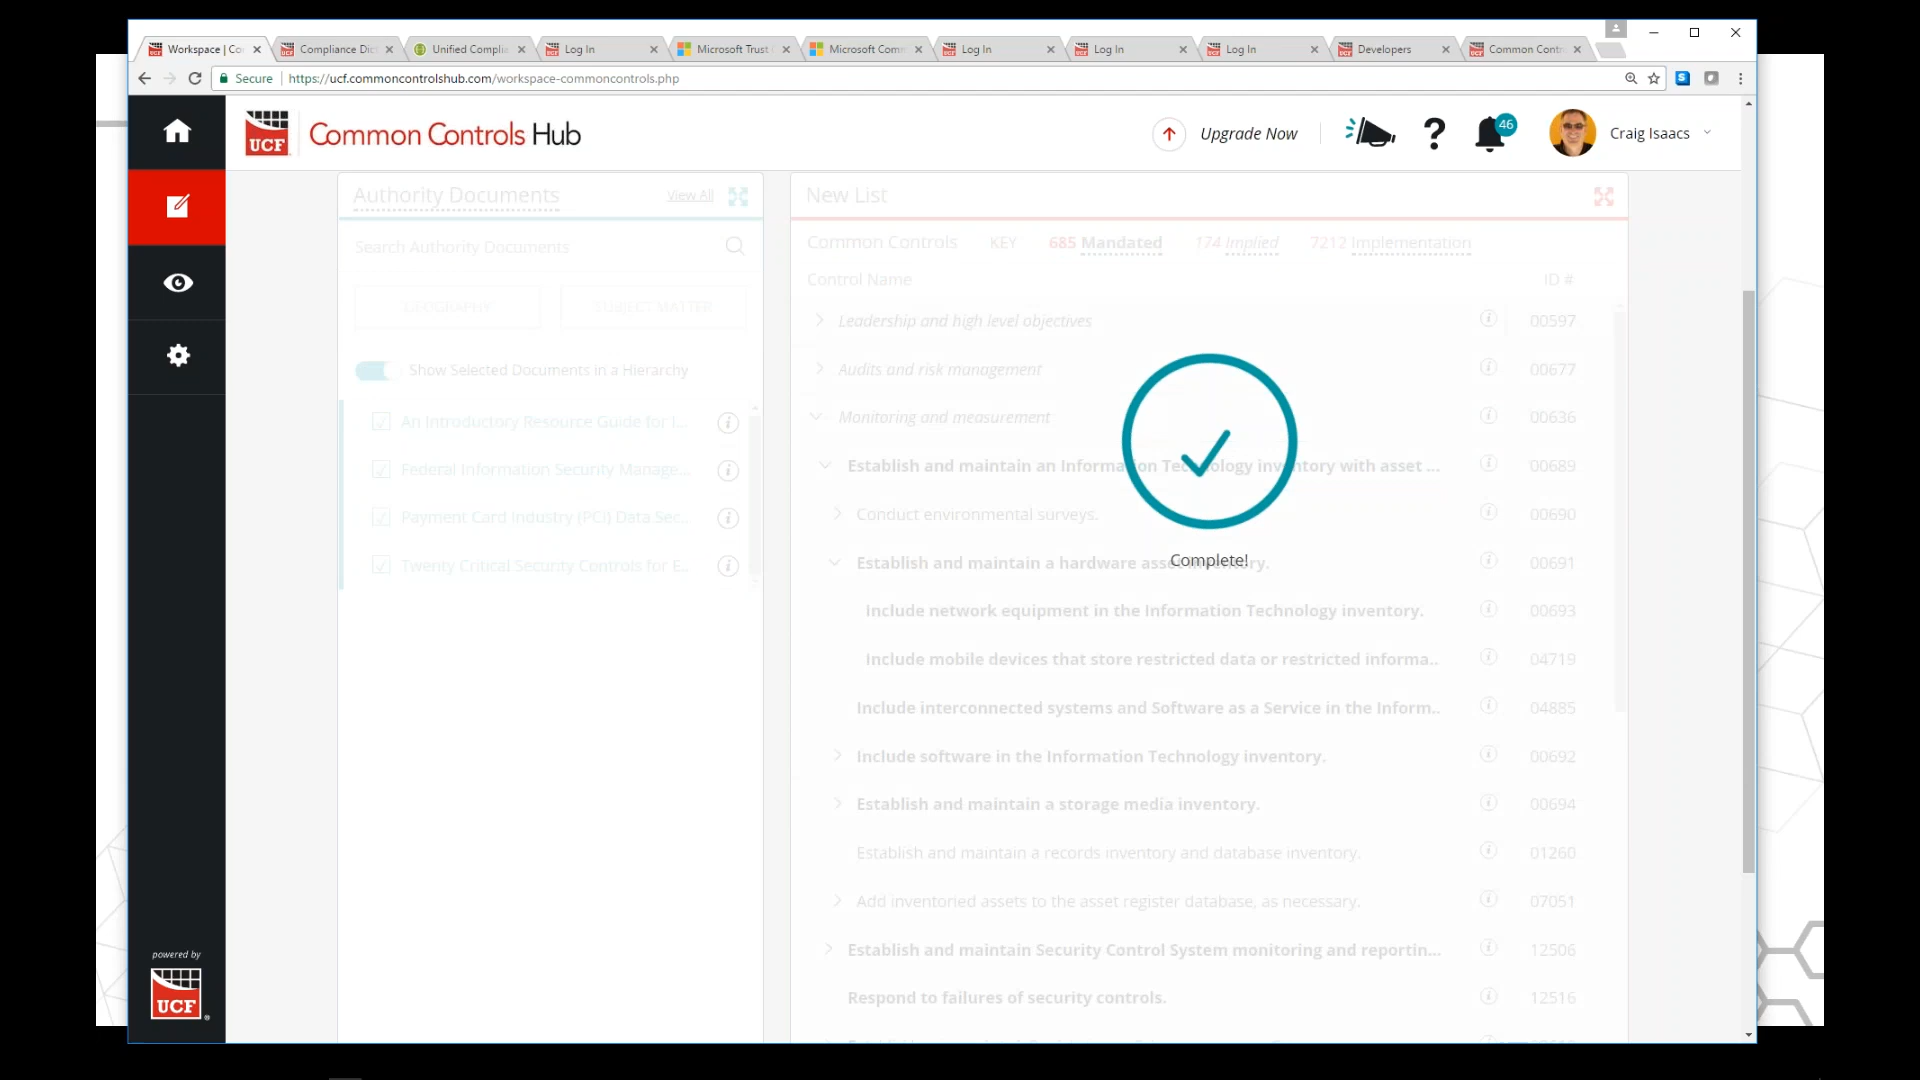 Workspace | Co
Compliance Dic
Unified Complia
Log In
Microsoft Trust
Microsoft Comm
Log In
Log In
Log In
Developers
Common Contr
Secure
https://ucf.commoncontrolshub.com/workspace-commoncontrols.php
UCF
Common Controls Hub
Upgrade Now
?
46
Craig Isaacs
Authority Documents
View All
Search Authority Documents
GEOGRAPHY
SUBJECT MATTER
Show Selected Documents in a Hierarchy
An Introductory Resource Guide for I...
Federal Information Security Manage...
Payment Card Industry (PCI) Data Sec...
Twenty Critical Security Controls for E...
New List
Common Controls KEY 685 Mandated 174 Implied 7212 Implementation
Control Name ID #
Leadership and high level objectives 00597
Audits and risk management 00677
Monitoring and measurement 00636
Establish and maintain an Information Technology inventory with asset ... 00689
Conduct environmental surveys. 00690
Establish and maintain a hardware asset inventory. 00691
Complete!
Include network equipment in the Information Technology inventory. 00693
Include mobile devices that store restricted data or restricted informa.. 04719
Include interconnected systems and Software as a Service in the Inform.. 04885
Include software in the Information Technology inventory. 00692
Establish and maintain a storage media inventory. 00694
Establish and maintain a records inventory and database inventory. 01260
Add inventoried assets to the asset register database, as necessary. 07051
Establish and maintain Security Control System monitoring and reportin... 12506
Respond to failures of security controls. 12516
powered by
UCF